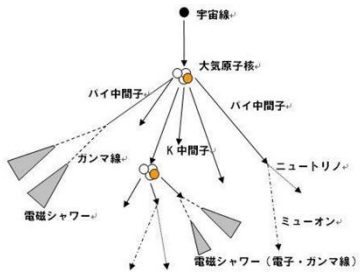 宇宙線
大気原子核
パイ中間子
パイ中間子
K 中間子
ガンマ線
ニュートリノ
電磁シャワー
ミューオン
電磁シャワー（電子・ガンマ線）